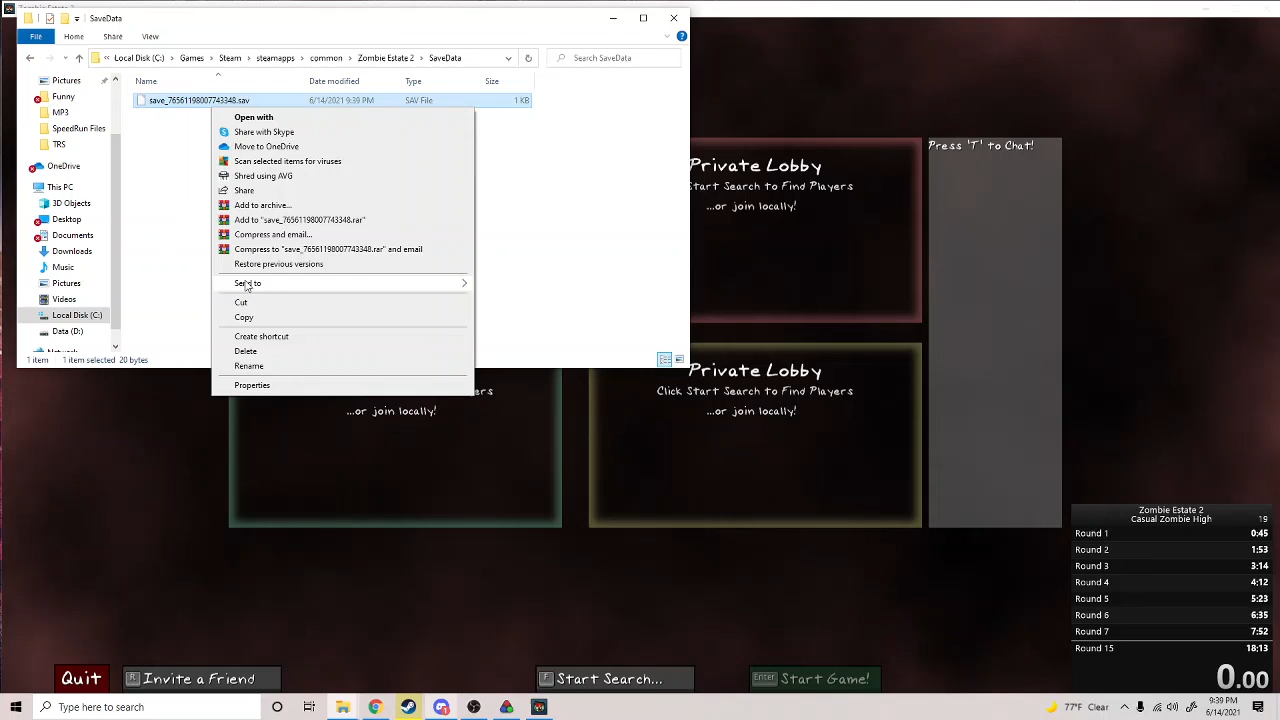 Zombie Estate 2
SaveData
File
Home
Share
View
« Local Disk (C:) > Games > Steam > steamapps > common > Zombie Estate 2 > SaveData
Search SaveData
Name
Date modified
Type
Size
save_76561198007743348.sav
6/14/2021 9:39 PM
SAV File
1 KB
Pictures
Funny
MP3
SpeedRun Files
TRS
OneDrive
This PC
3D Objects
Desktop
Documents
Downloads
Music
Pictures
Videos
Local Disk (C:)
Data (D:)
Network
1 item
1 item selected 20 bytes
Open with
Share with Skype
Move to OneDrive
Scan selected items for viruses
Shred using AVG
Share
Add to archive...
Add to "save_76561198007743348.rar"
Compress and email...
Compress to "save_76561198007743348.rar" and email
Restore previous versions
Send to
Cut
Copy
Create shortcut
Delete
Rename
Properties
Private Lobby
Start Search to Find Players
...or join locally!
Press 'T' to Chat!
ers
...or join locally!
Private Lobby
Click Start Search to Find Players
...or join locally!
Zombie Estate 2
Casual Zombie High
19
Round 1 0:45
Round 2 1:53
Round 3 3:14
Round 4 4:12
Round 5 5:23
Round 6 6:35
Round 7 7:52
Round 15 18:13
0.00
Quit
R Invite a Friend
F Start Search...
Enter Start Game!
Type here to search
77°F Clear
9:39 PM
6/14/2021